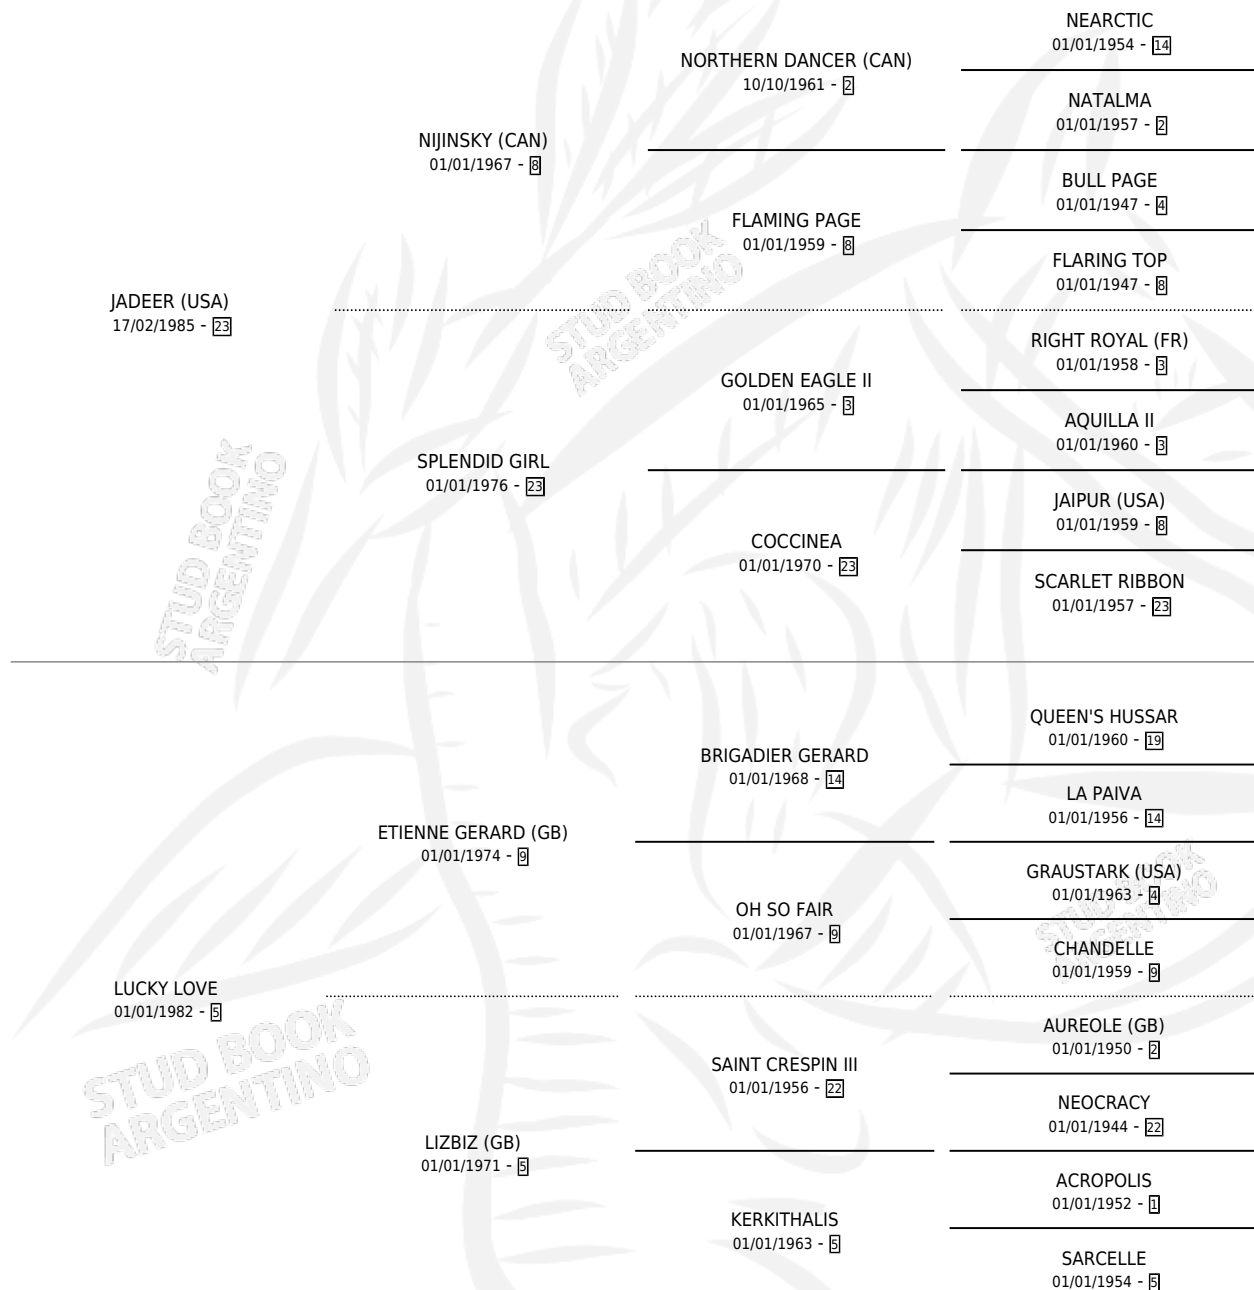 NEARCTIC
01/01/1954 - 14
NORTHERN DANCER (CAN)
10/10/1961 - 2
NATALMA
01/01/1957 - 2
NIJINSKY (CAN)
01/01/1967 - 8
BULL PAGE
01/01/1947 - 4
FLAMING PAGE
01/01/1959 - 8
FLARING TOP
01/01/1947 - 8
JADEER (USA)
17/02/1985 - 23
RIGHT ROYAL (FR)
01/01/1958 - 3
GOLDEN EAGLE II
01/01/1965 - 3
AQUILLA II
01/01/1960 - 3
SPLENDID GIRL
01/01/1976 - 23
JAIPUR (USA)
01/01/1959 - 8
COCCINEA
01/01/1970 - 23
SCARLET RIBBON
01/01/1957 - 23
QUEEN'S HUSSAR
01/01/1960 - 19
BRIGADIER GERARD
01/01/1968 - 14
LA PAIVA
01/01/1956 - 14
ETIENNE GERARD (GB)
01/01/1974 - 9
GRAUSTARK (USA)
01/01/1963 - 4
OH SO FAIR
01/01/1967 - 9
CHANDELLE
01/01/1959 - 9
LUCKY LOVE
01/01/1982 - 5
AUREOLE (GB)
01/01/1950 - 2
SAINT CRESPIN III
01/01/1956 - 22
NEOCRACY
01/01/1944 - 22
LIZBIZ (GB)
01/01/1971 - 5
ACROPOLIS
01/01/1952 - 1
KERKITHALIS
01/01/1963 - 5
SARCELLE
01/01/1954 - 5
STUD BOOK
ARGENTINO
STUD BOOK
ARGENTINO
STUD BOOK
ARGENTINO
STUD BOOK
ARGENTINO